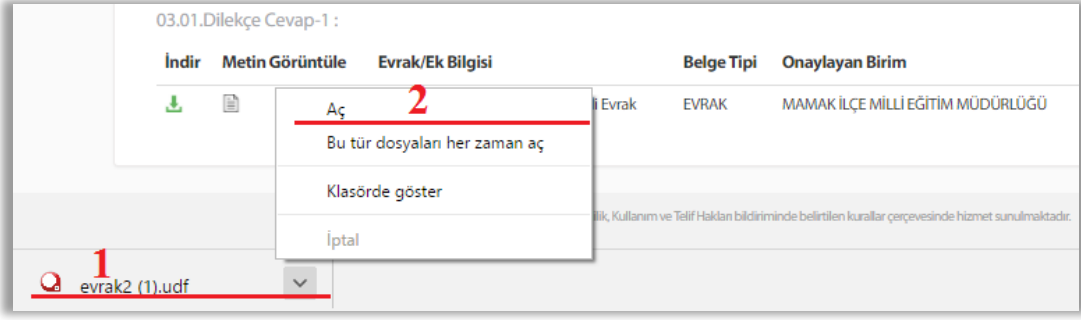 03.01.Dilekçe Cevap-1 :
İndir Metin Görüntüle Evrak/Ek Bilgisi Belge Tipi Onaylayan Birim
Aç 2 Evrak EVRAK MAMAK İLÇE MİLLİ EĞİTİM MÜDÜRLÜĞÜ
Bu tür dosyaları her zaman aç
Klasörde göster
Kullanım ve Telif Hakları bildiriminde belirtilen kurallar çerçevesinde hizmet sunulmaktadır.
İptal
1
evrak2 (1).udf